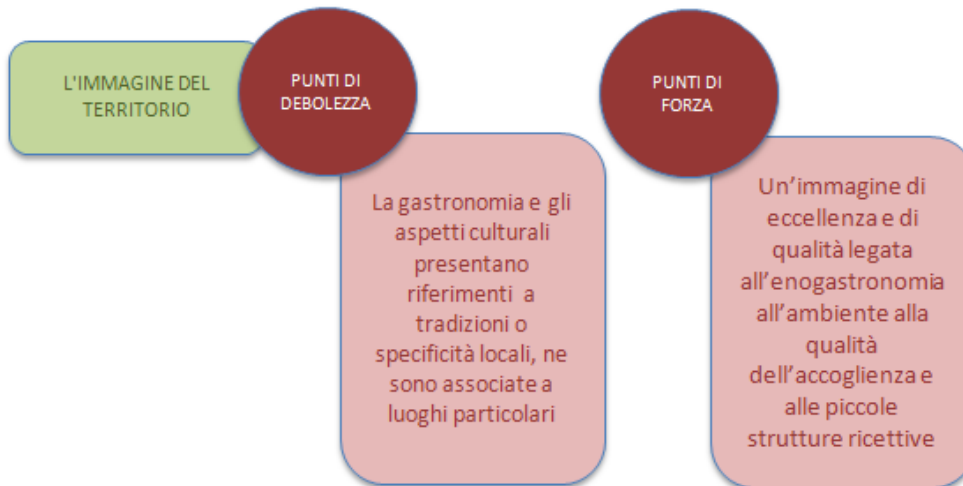 L'IMMAGINE DEL
TERRITORIO
PUNTI DI
DEBOLEZZA
La gastronomia e gli
aspetti culturali
presentano
riferimenti a
tradizioni o
specificità locali, ne
sono associate a
luoghi particolari
PUNTI DI
FORZA
Un'immagine di
eccellenza e di
qualità legata
all'enogastronomia
all'ambiente alla
qualità
dell'accoglienza e
alle piccole
strutture ricettive